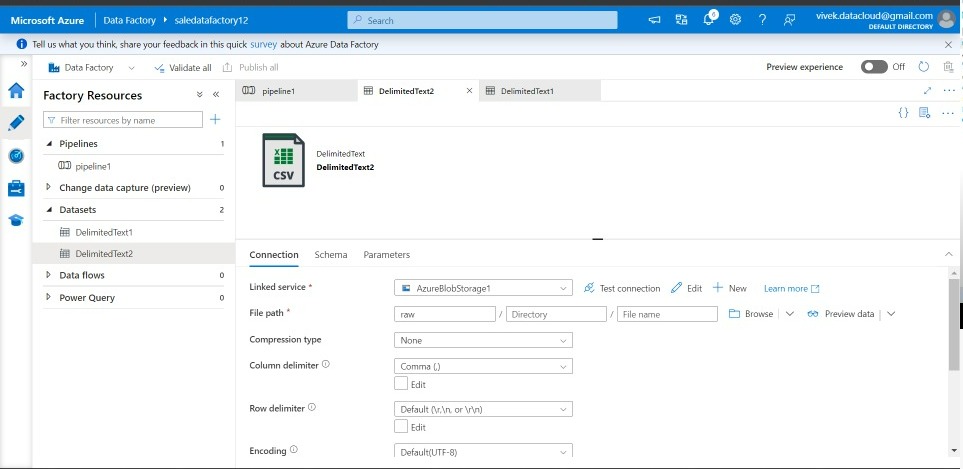 Microsoft Azure Data Factory saledatafactory12 Search vivek.datacloud@gmail.com
DEFAULT DIRECTORY
Tell us what you think, share your feedback in this quick survey about Azure Data Factory
Data Factory Validate all Publish all Preview experience Off
Factory Resources
Filter resources by name
Pipelines 1
pipeline1
Change data capture (preview) 0
Datasets 2
DelimitedText1
DelimitedText2
Data flows 0
Power Query 0
pipeline1 DelimitedText2 DelimitedText1
CSV
DelimitedText
DelimitedText2
Connection Schema Parameters
Linked service * AzureBlobStorage1 Test connection Edit New Learn more
File path * raw / Directory / File name Browse Preview data
Compression type None
Column delimiter Comma (,)
Edit
Row delimiter Default (\r,\n, or \r\n)
Edit
Encoding Default(UTF-8)